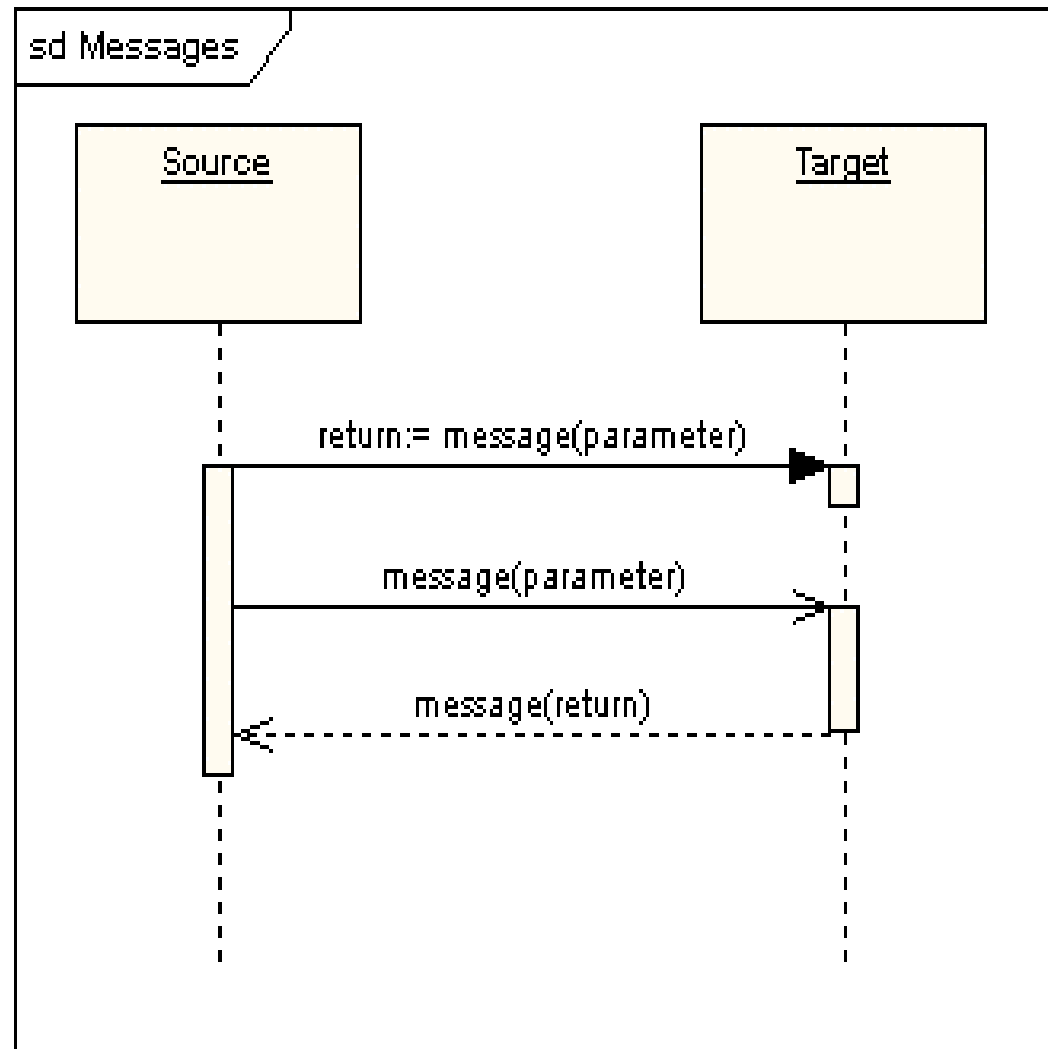 sd Messages
Source
Target
return:= message(parameter)
message(parameter)
message(return)